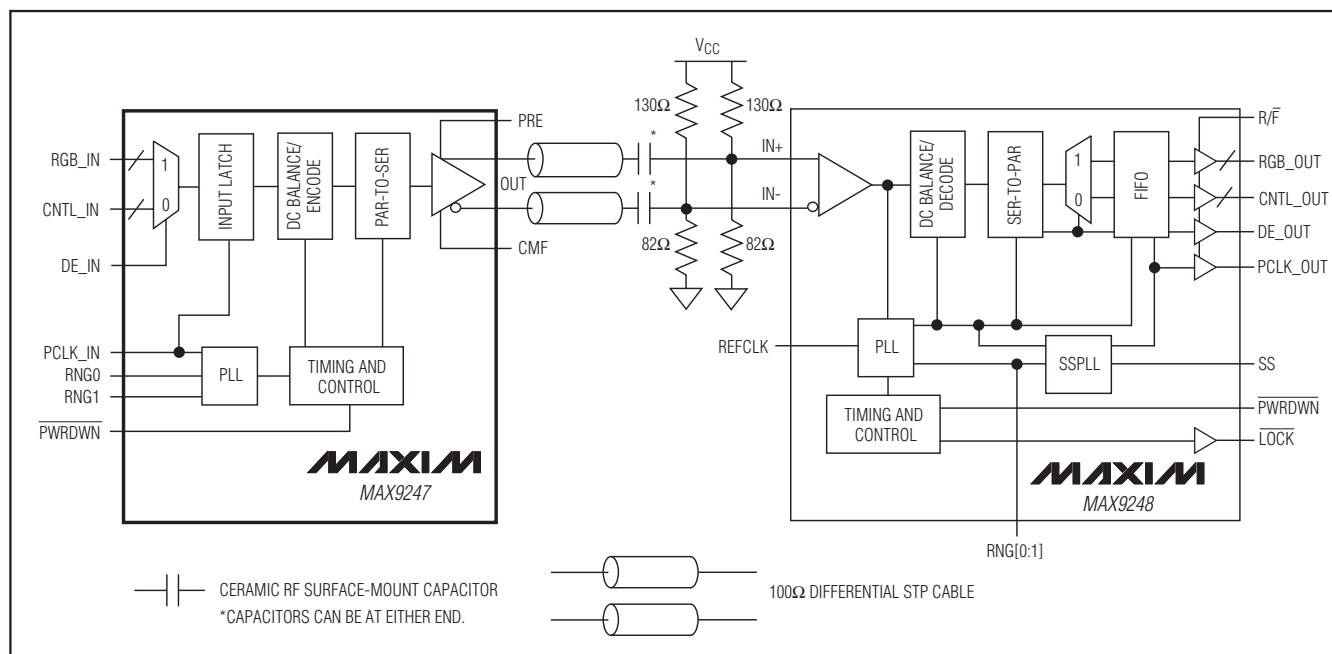 VCC
130Ω
130Ω
*
*
82Ω
82Ω
PRE
OUT
CMF
RGB_IN
CNTL_IN
DE_IN
PCLK_IN
RNG0
RNG1
PWRDWN
1
0
INPUT LATCH
DC BALANCE/
ENCODE
PAR-TO-SER
PLL
TIMING AND
CONTROL
MAXIM
MAX9247
IN+
IN-
DC BALANCE/
DECODE
SER-TO-PAR
1
0
FIFO
R/F
RGB_OUT
CNTL_OUT
DE_OUT
PCLK_OUT
REFCLK
PLL
SSPLL
SS
TIMING AND
CONTROL
PWRDWN
LOCK
MAXIM
MAX9248
RNG[0:1]
CERAMIC RF SURFACE-MOUNT CAPACITOR
*CAPACITORS CAN BE AT EITHER END.
100Ω DIFFERENTIAL STP CABLE